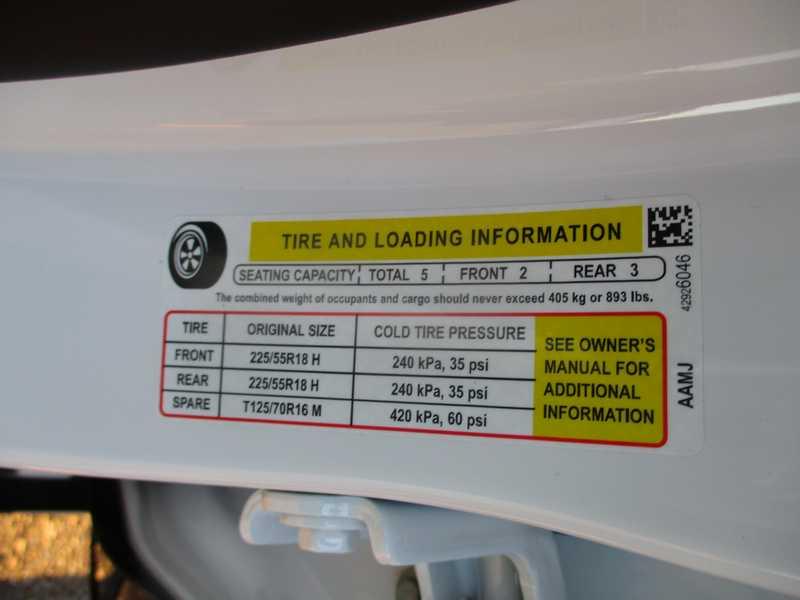 TIRE AND LOADING INFORMATION
SEATING CAPACITY TOTAL 5 FRONT 2 REAR 3
The combined weight of occupants and cargo should never exceed 405 kg or 893 lbs.
TIRE ORIGINAL SIZE COLD TIRE PRESSURE
FRONT 225/55R18 H 240 kPa, 35 psi
REAR 225/55R18 H 240 kPa, 35 psi
SPARE T125/70R16 M 420 kPa, 60 psi
SEE OWNER'S
MANUAL FOR
ADDITIONAL
INFORMATION
42926046
AAMJ